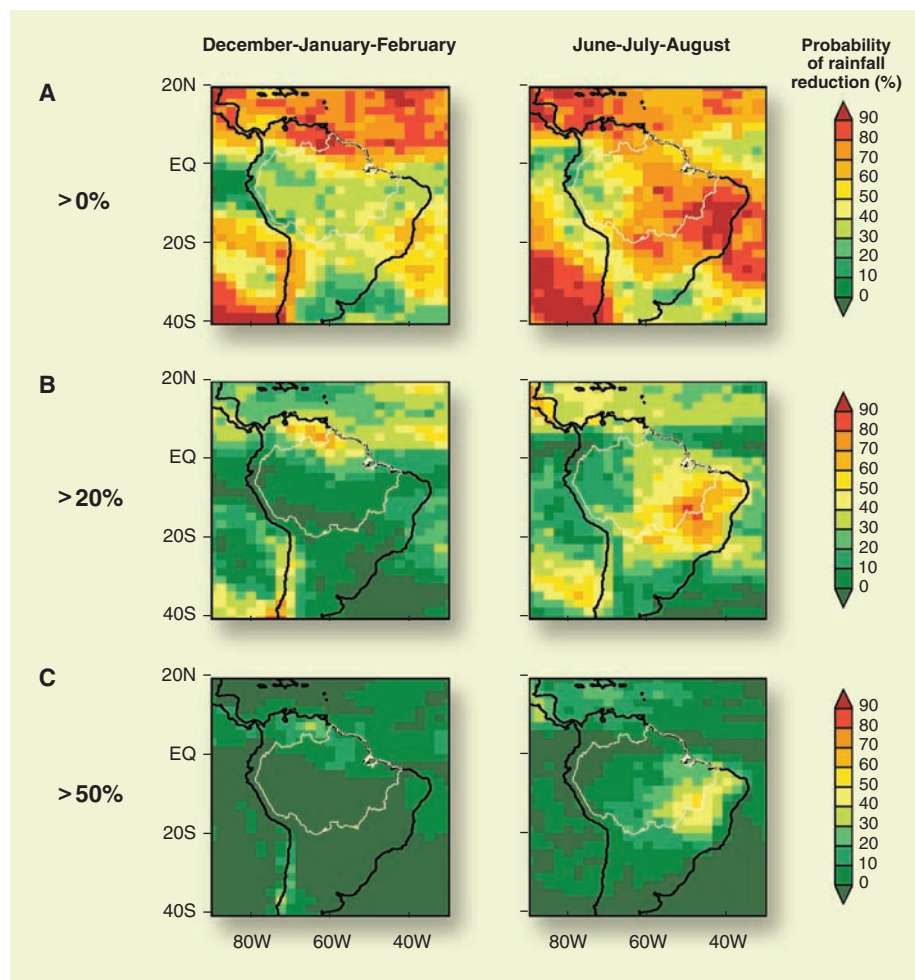 December-January-February
June-July-August
Probability
of rainfall
reduction (%)
A
>0%
20N
EQ
20S
40S
90
80
70
60
50
40
30
20
10
0
B
>20%
20N
EQ
20S
40S
90
80
70
60
50
40
30
20
10
0
C
>50%
20N
EQ
20S
40S
90
80
70
60
50
40
30
20
10
0
80W 60W 40W
80W 60W 40W